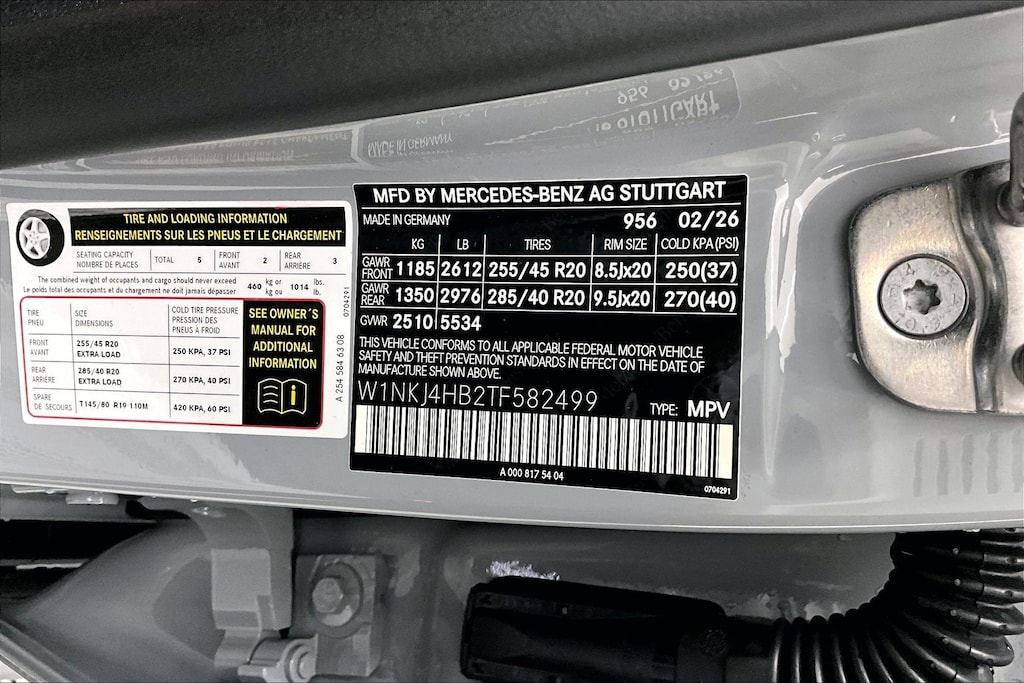 TIRE AND LOADING INFORMATION
RENSEIGNEMENTS SUR LES PNEUS ET LE CHARGEMENT
SEATING CAPACITY
NOMBRE DE PLACES
TOTAL 5
FRONT
AVANT
2
REAR
ARRIÈRE
3
The combined weight of occupants and cargo should never exceed
Le poids total des occupants et du chargement ne doit jamais dépasser
460 kg or
kg ou
1014 lbs.
lb.
TIRE
PNEU
SIZE
DIMENSIONS
COLD TIRE PRESSURE
PRESSION DES
PNEUS À FROID
FRONT
AVANT
255/45 R20
EXTRA LOAD
250 KPA, 37 PSI
REAR
ARRIÈRE
285/40 R20
EXTRA LOAD
270 KPA, 40 PSI
SPARE
DE SECOURS
T145/80 R19 110M
420 KPA, 60 PSI
SEE OWNER´S
MANUAL FOR
ADDITIONAL
INFORMATION
0704291
A 254 584 63 08
MFD BY MERCEDES-BENZ AG STUTTGART
MADE IN GERMANY 956 02/26
KG LB TIRES RIM SIZE COLD KPA (PSI)
GAWR
FRONT
1185 2612 255/45 R20 8.5Jx20 250(37)
GAWR
REAR
1350 2976 285/40 R20 9.5Jx20 270(40)
GWR 2510 5534
THIS VEHICLE CONFORMS TO ALL APPLICABLE FEDERAL MOTOR VEHICLE
SAFETY AND THEFT PREVENTION STANDARDS IN EFFECT ON THE DATE OF
MANUFACTURE SHOWN ABOVE.
W1NKJ4HB2TF582499 TYPE: MPV
A 000 817 54 04
0704291